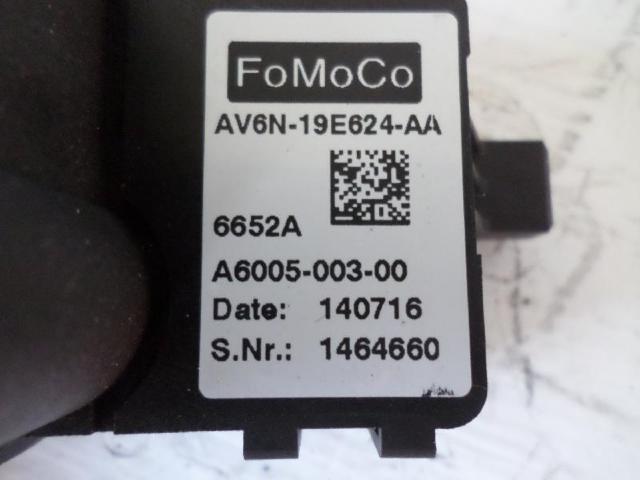 FoMoCo
AV6N-19E624-AA
6652A
A6005-003-00
Date: 140716
S.Nr.: 1464660